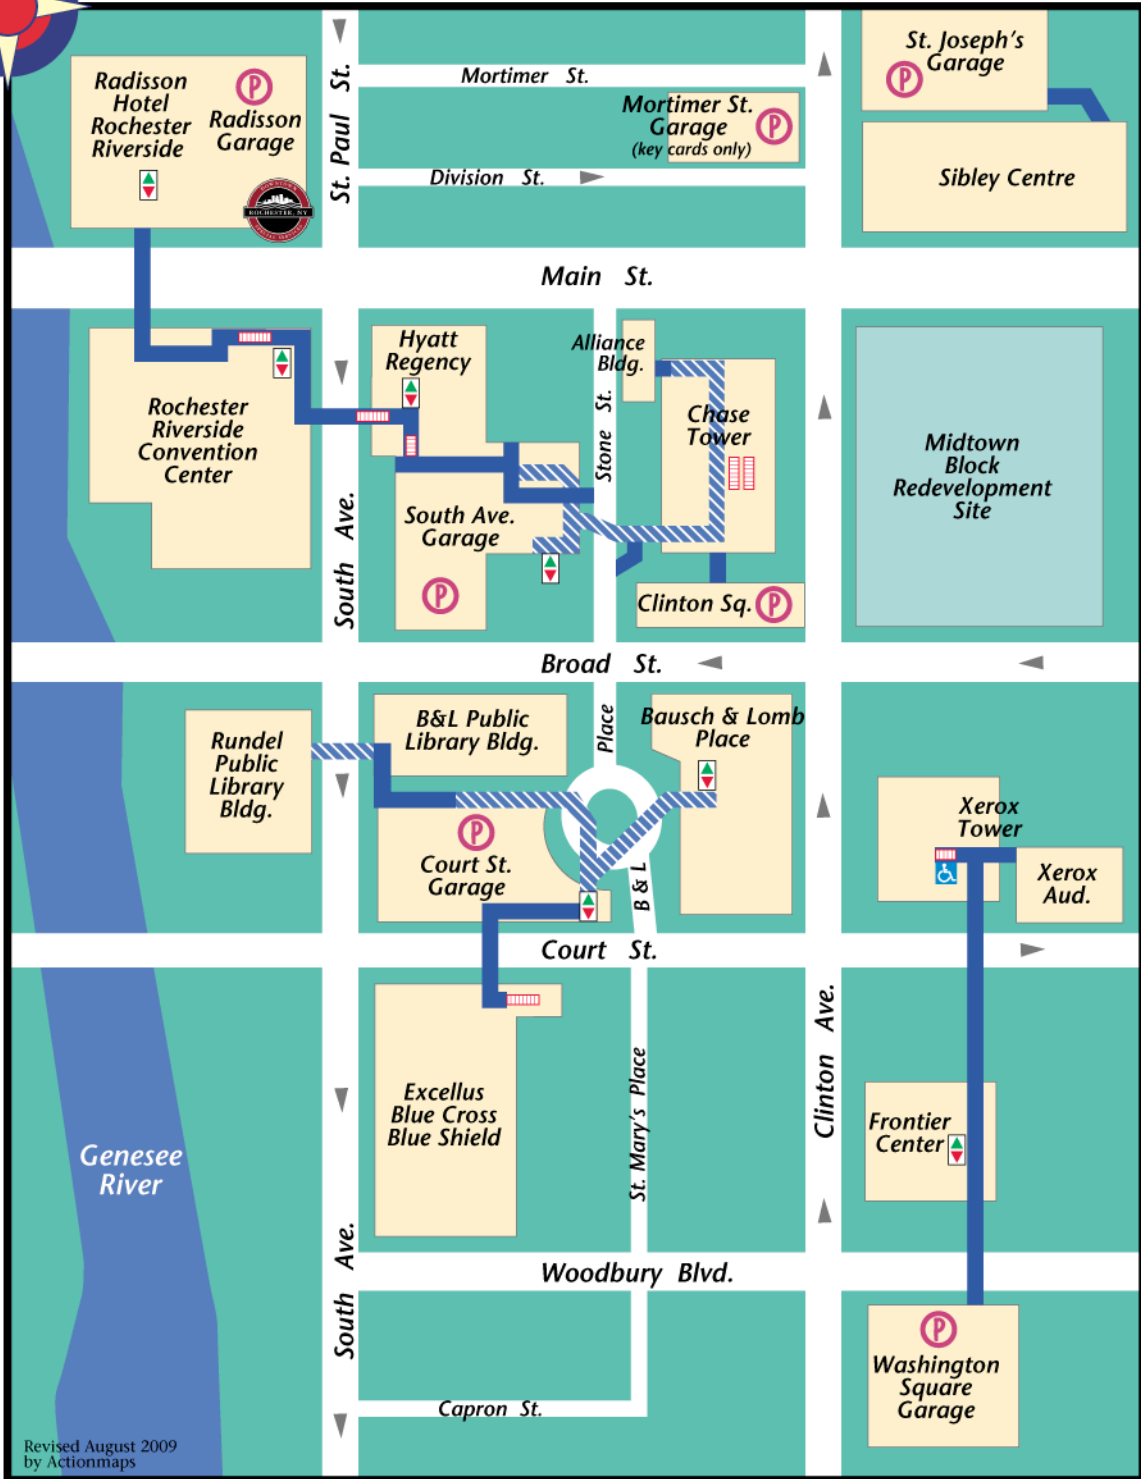 Radisson
Hotel
Rochester
Riverside
P
Radisson
Garage
DOWNTOWN
ROCHESTER, NY
SPECIAL SERVICES
St. Paul St.
Mortimer St.
Mortimer St.
Garage
(key cards only)
P
Division St.
St. Joseph's
Garage
P
Sibley Centre
Main St.
Rochester
Riverside
Convention
Center
Hyatt
Regency
Alliance
Bldg.
Stone St.
Chase
Tower
Midtown
Block
Redevelopment
Site
South Ave.
South Ave.
Garage
P
Clinton Sq.
P
Broad St.
Rundel
Public
Library
Bldg.
B&L Public
Library Bldg.
Place
Bausch & Lomb
Place
P
Court St.
Garage
B & L
Xerox
Tower
Xerox
Aud.
Court St.
Excellus
Blue Cross
Blue Shield
St. Mary's Place
Clinton Ave.
Frontier
Center
Genesee
River
South Ave.
Woodbury Blvd.
P
Washington
Square
Garage
Capron St.
Revised August 2009
by Actionmaps